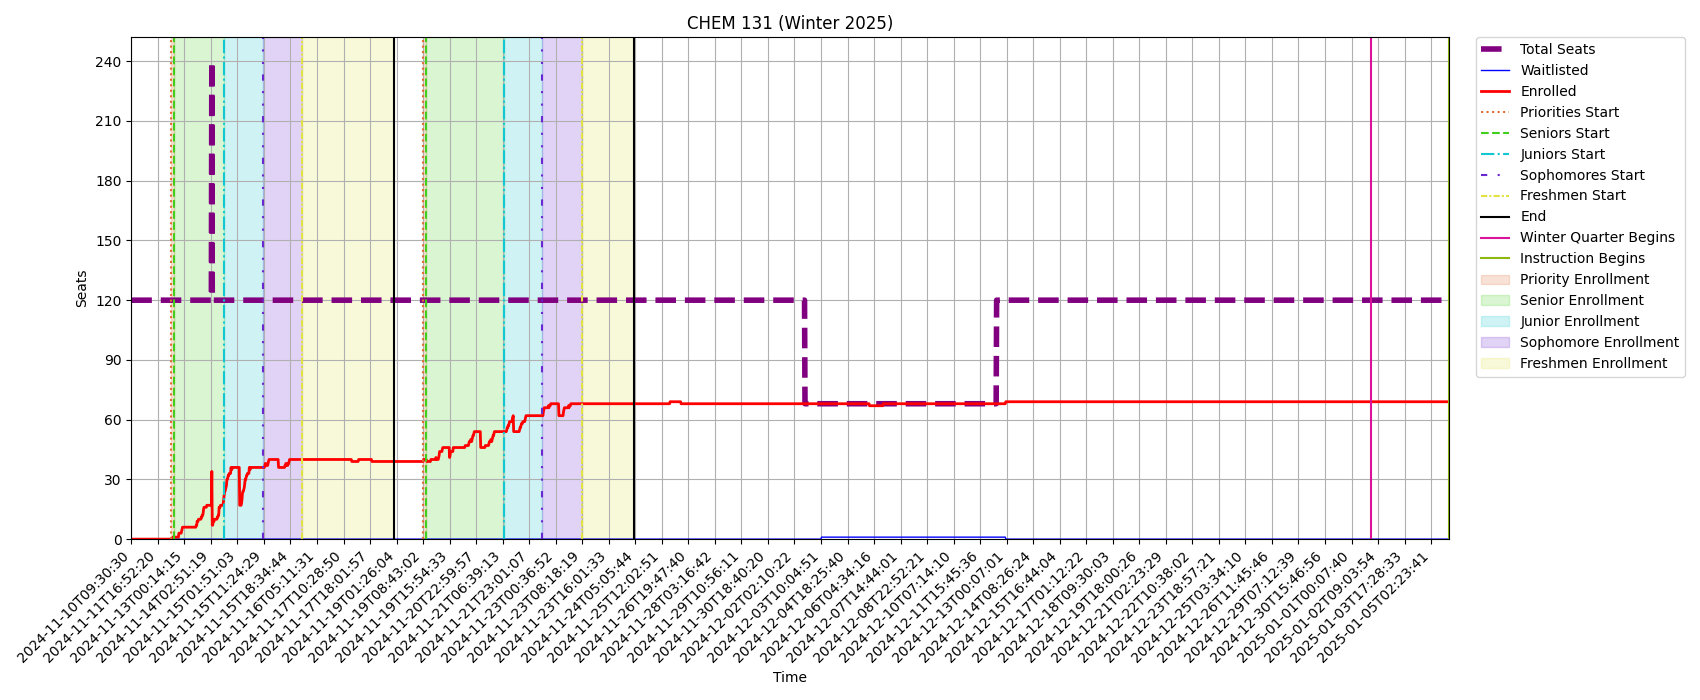 CHEM 131 (Winter 2025)
Seats
240
210
180
150
120
90
60
30
0
2024-11-10T09:30:30
2024-11-11T16:52:20
2024-11-13T00:14:15
2024-11-14T02:51:19
2024-11-15T01:51:03
2024-11-15T11:24:29
2024-11-15T18:34:44
2024-11-16T05:11:31
2024-11-17T10:28:50
2024-11-17T18:01:57
2024-11-19T01:26:04
2024-11-19T08:43:02
2024-11-19T15:54:33
2024-11-20T22:59:57
2024-11-21T06:39:13
2024-11-21T23:01:07
2024-11-23T00:36:52
2024-11-23T08:18:19
2024-11-23T16:01:33
2024-11-24T05:05:44
2024-11-25T12:02:51
2024-11-26T19:47:40
2024-11-28T03:16:42
2024-11-29T10:56:11
2024-11-30T18:40:20
2024-12-02T02:10:22
2024-12-03T10:04:51
2024-12-04T18:25:40
2024-12-06T04:34:16
2024-12-07T14:44:01
2024-12-08T22:52:21
2024-12-10T07:14:10
2024-12-11T15:45:36
2024-12-13T00:07:01
2024-12-14T08:26:24
2024-12-15T16:44:04
2024-12-17T01:12:22
2024-12-18T09:30:03
2024-12-19T18:00:26
2024-12-21T02:23:29
2024-12-22T10:38:02
2024-12-23T18:57:21
2024-12-25T03:34:10
2024-12-26T11:45:46
2024-12-29T07:12:39
2024-12-30T15:46:56
2025-01-01T00:07:40
2025-01-02T09:03:54
2025-01-03T17:28:33
2025-01-05T02:23:41
Time
Total Seats
Waitlisted
Enrolled
Priorities Start
Seniors Start
Juniors Start
Sophomores Start
Freshmen Start
End
Winter Quarter Begins
Instruction Begins
Priority Enrollment
Senior Enrollment
Junior Enrollment
Sophomore Enrollment
Freshmen Enrollment